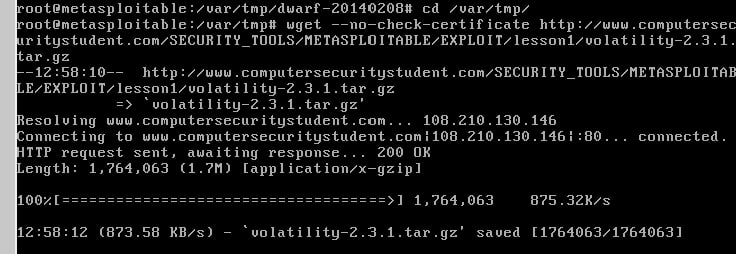 root@metasploitable:/var/tmp/dwarf-20140208# cd /var/tmp/
root@metasploitable:/var/tmp# wget --no-check-certificate http://www.computersec
uritystudent.com/SECURITY_TOOLS/METASPLOITABLE/EXPLOIT/lesson1/volatility-2.3.1.
tar.gz
--12:58:10--  http://www.computersecuritystudent.com/SECURITY_TOOLS/METASPLOITAB
LE/EXPLOIT/lesson1/volatility-2.3.1.tar.gz
           => `volatility-2.3.1.tar.gz'
Resolving www.computersecuritystudent.com... 108.210.130.146
Connecting to www.computersecuritystudent.com|108.210.130.146|:80... connected.
HTTP request sent, awaiting response... 200 OK
Length: 1,764,063 (1.7M) [application/x-gzip]
100%[====================================>] 1,764,063    875.32K/s
12:58:12 (873.58 KB/s) - `volatility-2.3.1.tar.gz' saved [1764063/1764063]